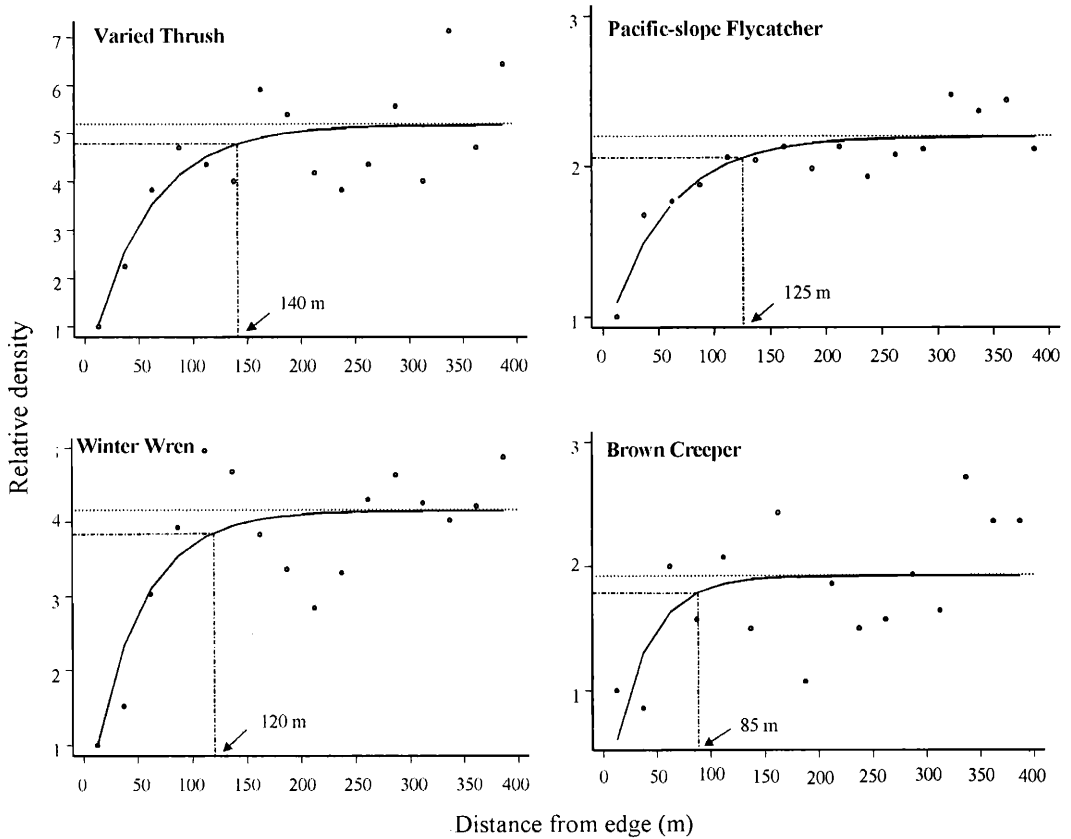 Varied Thrush
7
6
5
4
3
2
1
140 m
0 50 100 150 200 250 300 350 400
Pacific-slope Flycatcher
3
2
1
125 m
0 50 100 150 200 250 300 350 400
Relative density
Winter Wren
4
3
2
1
120 m
0 50 100 150 200 250 300 350 400
Brown Creeper
3
2
1
85 m
0 50 100 150 200 250 300 350 400
Distance from edge (m)